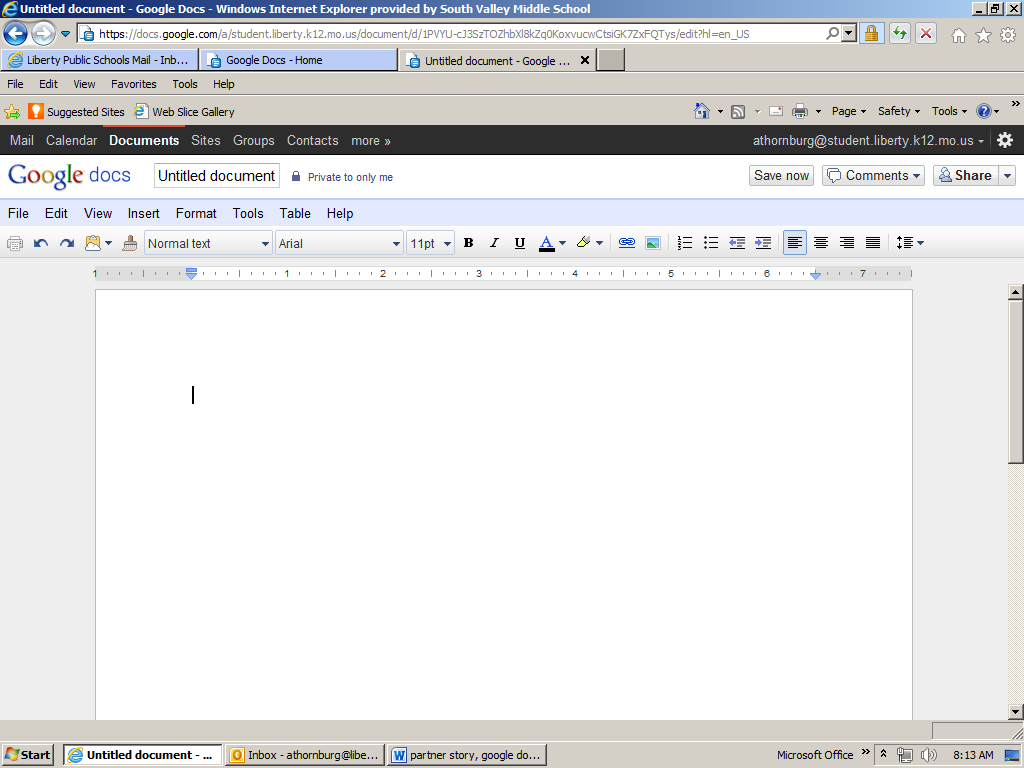 Untitled document - Google Docs - Windows Internet Explorer provided by South Valley Middle School
https://docs.google.com/a/student.liberty.k12.mo.us/document/d/1PVYU-cJ3SzTOZhbXl8kZq0KoxvucwCtsiGK7ZxFQTys/edit?hl=en_US
Liberty Public Schools Mail - Inb... Google Docs - Home Untitled document - Google ...
File Edit View Favorites Tools Help
Suggested Sites Web Slice Gallery Page Safety Tools
Mail Calendar Documents Sites Groups Contacts more » athornburg@student.liberty.k12.mo.us
Google docs Untitled document Private to only me Save now Comments Share
File Edit View Insert Format Tools Table Help
Normal text Arial 11pt B I U A
1 1 2 3 4 5 6 7
Start Untitled document - ... Inbox - athornburg@libe... partner story, google do... Microsoft Office » 8:13 AM